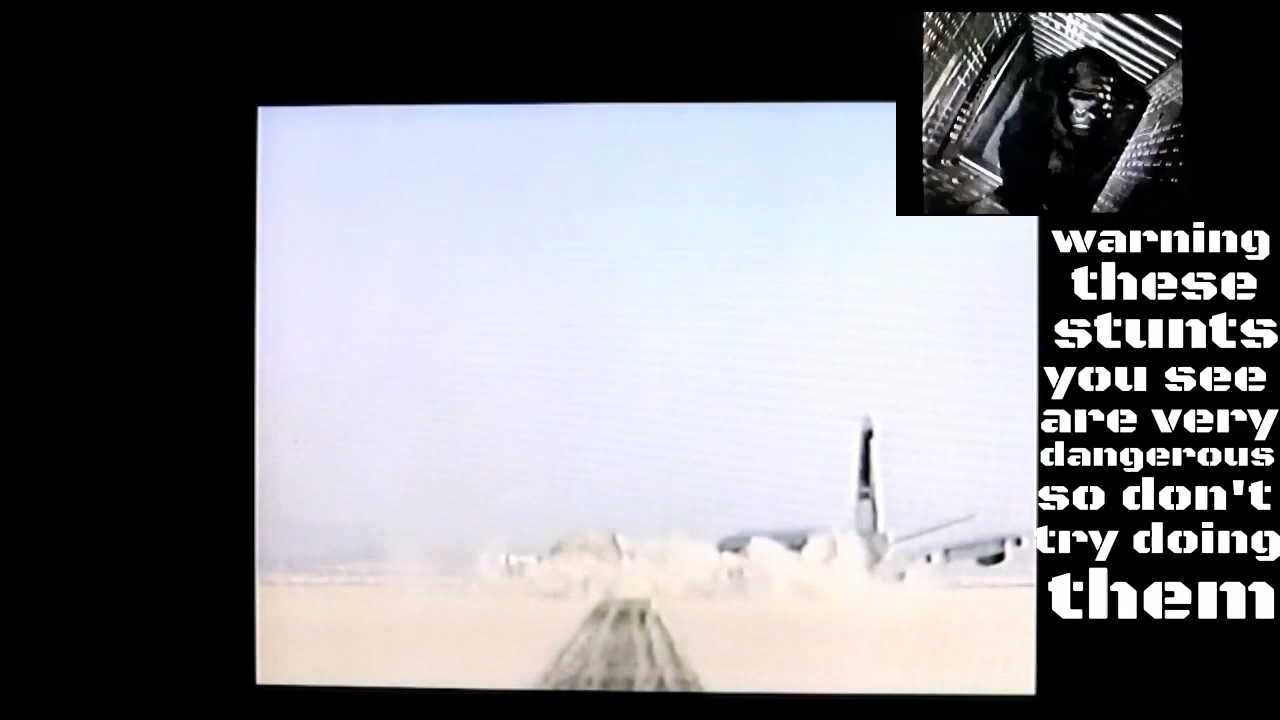 warning
these
stunts
you see
are very
dangerous
so don't
try doing
them